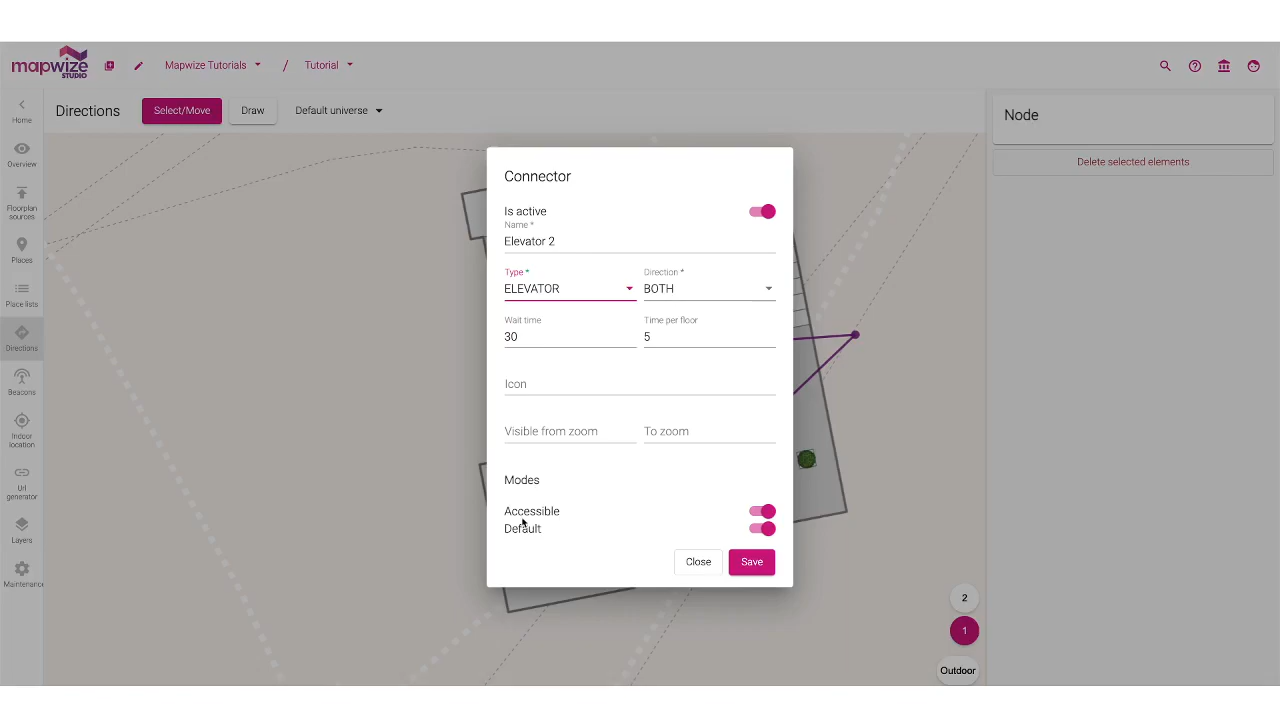 mapwize
STUDIO
Mapwize Tutorials / Tutorial
Directions
Select/Move
Draw
Default universe
Home
Overview
Floorplan
sources
Places
Place lists
Directions
Beacons
Indoor
location
Url
generator
Layers
Maintenance
Connector
Is active
Name *
Elevator 2
Type * Direction *
ELEVATOR BOTH
Wait time Time per floor
30 5
Icon
Visible from zoom To zoom
Modes
Accessible
Default
Close Save
Node
Delete selected elements
2
1
Outdoor